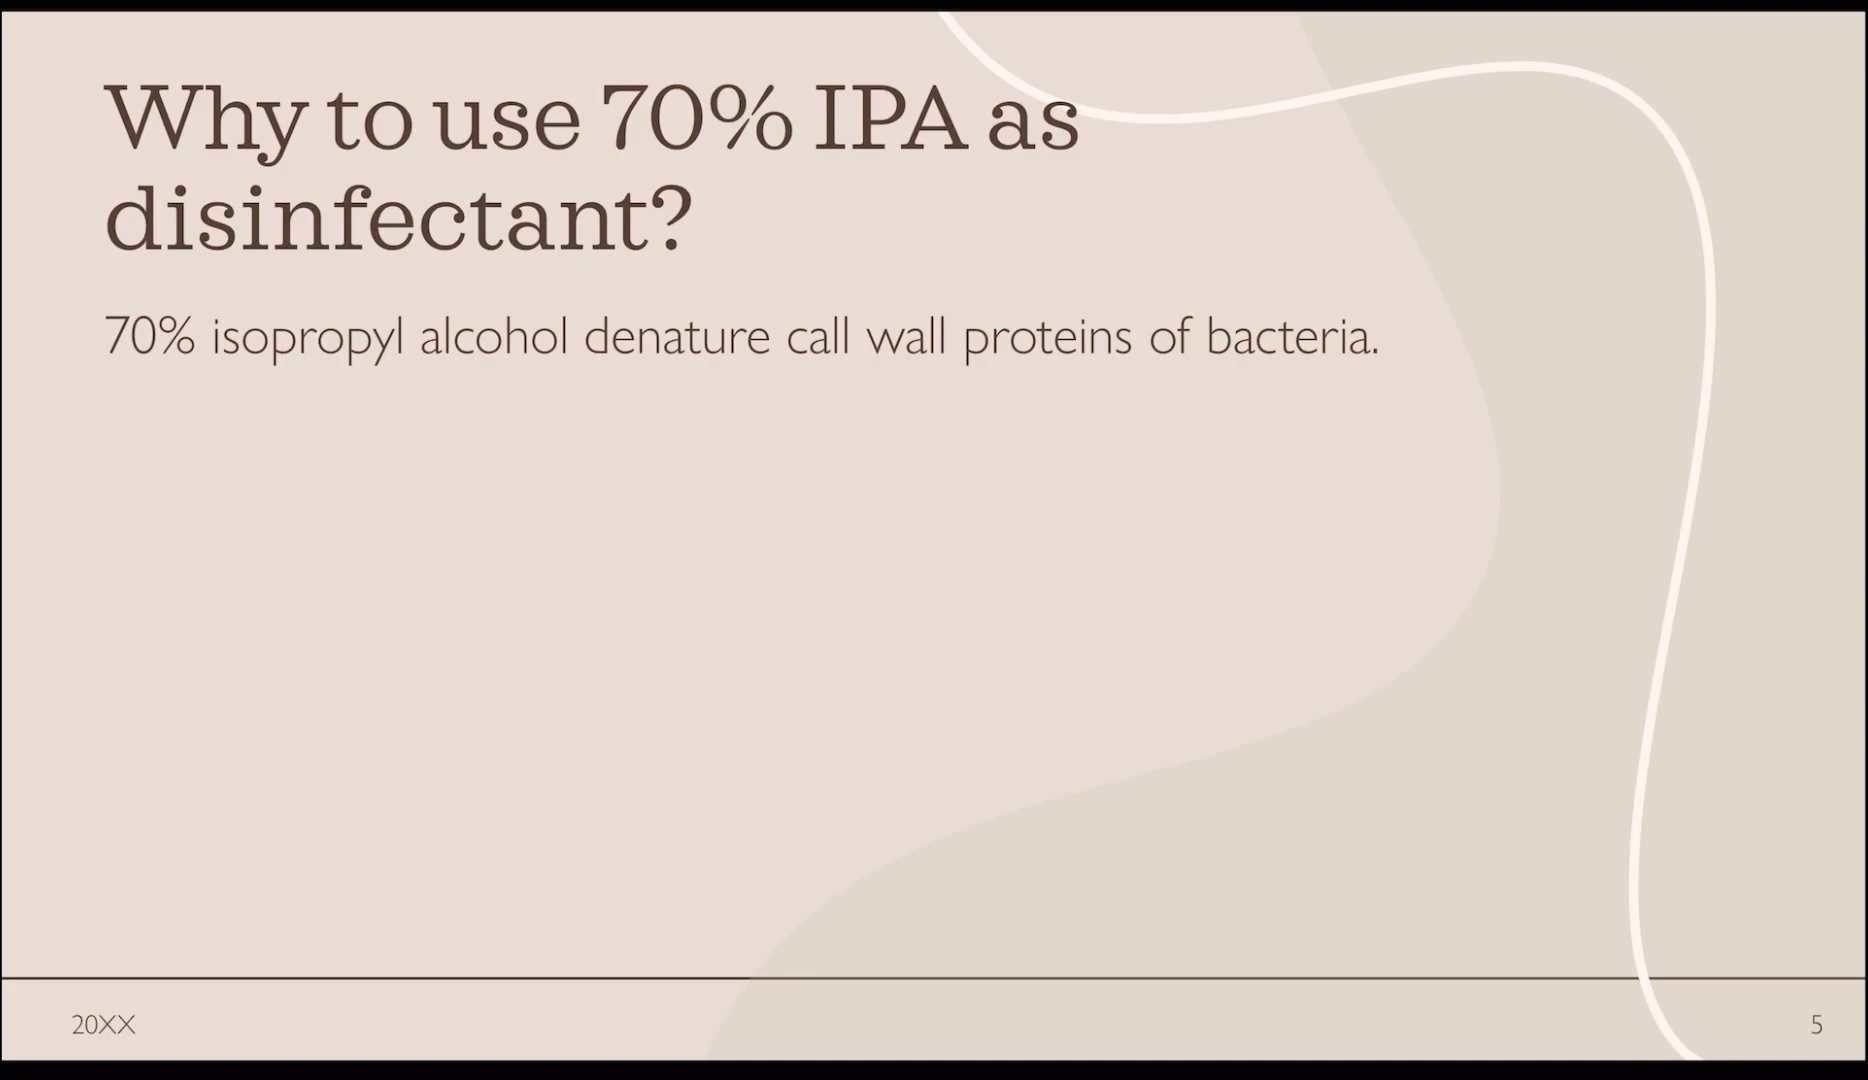 Why to use 70% IPA as
disinfectant?
70% isopropyl alcohol denature call wall proteins of bacteria.
20XX
5